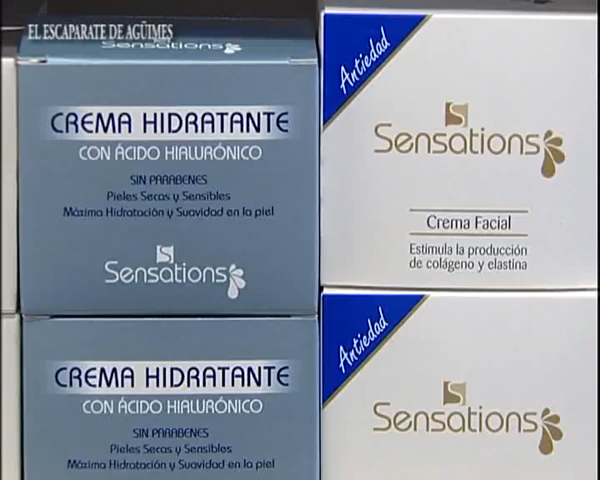 EL ESCAPARATE DE AGÜIMES
Sensations
CREMA HIDRATANTE
CON ÁCIDO HIALURÓNICO
SIN PARABENES
Pieles Secas y Sensibles
Máxima Hidratación y Suavidad en la piel
S
Sensations
Antiedad
S
Sensations
Crema Facial
Estimula la producción
de colágeno y elastina
CREMA HIDRATANTE
CON ÁCIDO HIALURÓNICO
SIN PARABENES
Pieles Secas y Sensibles
Máxima Hidratación y Suavidad en la piel
Antiedad
S
Sensations